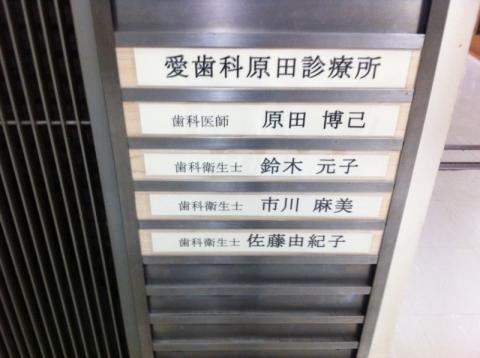 愛歯科原田診療所
歯科医師 原田 博己
歯科衛生士 鈴木 元子
歯科衛生士 市川 麻美
歯科衛生士 佐藤由紀子